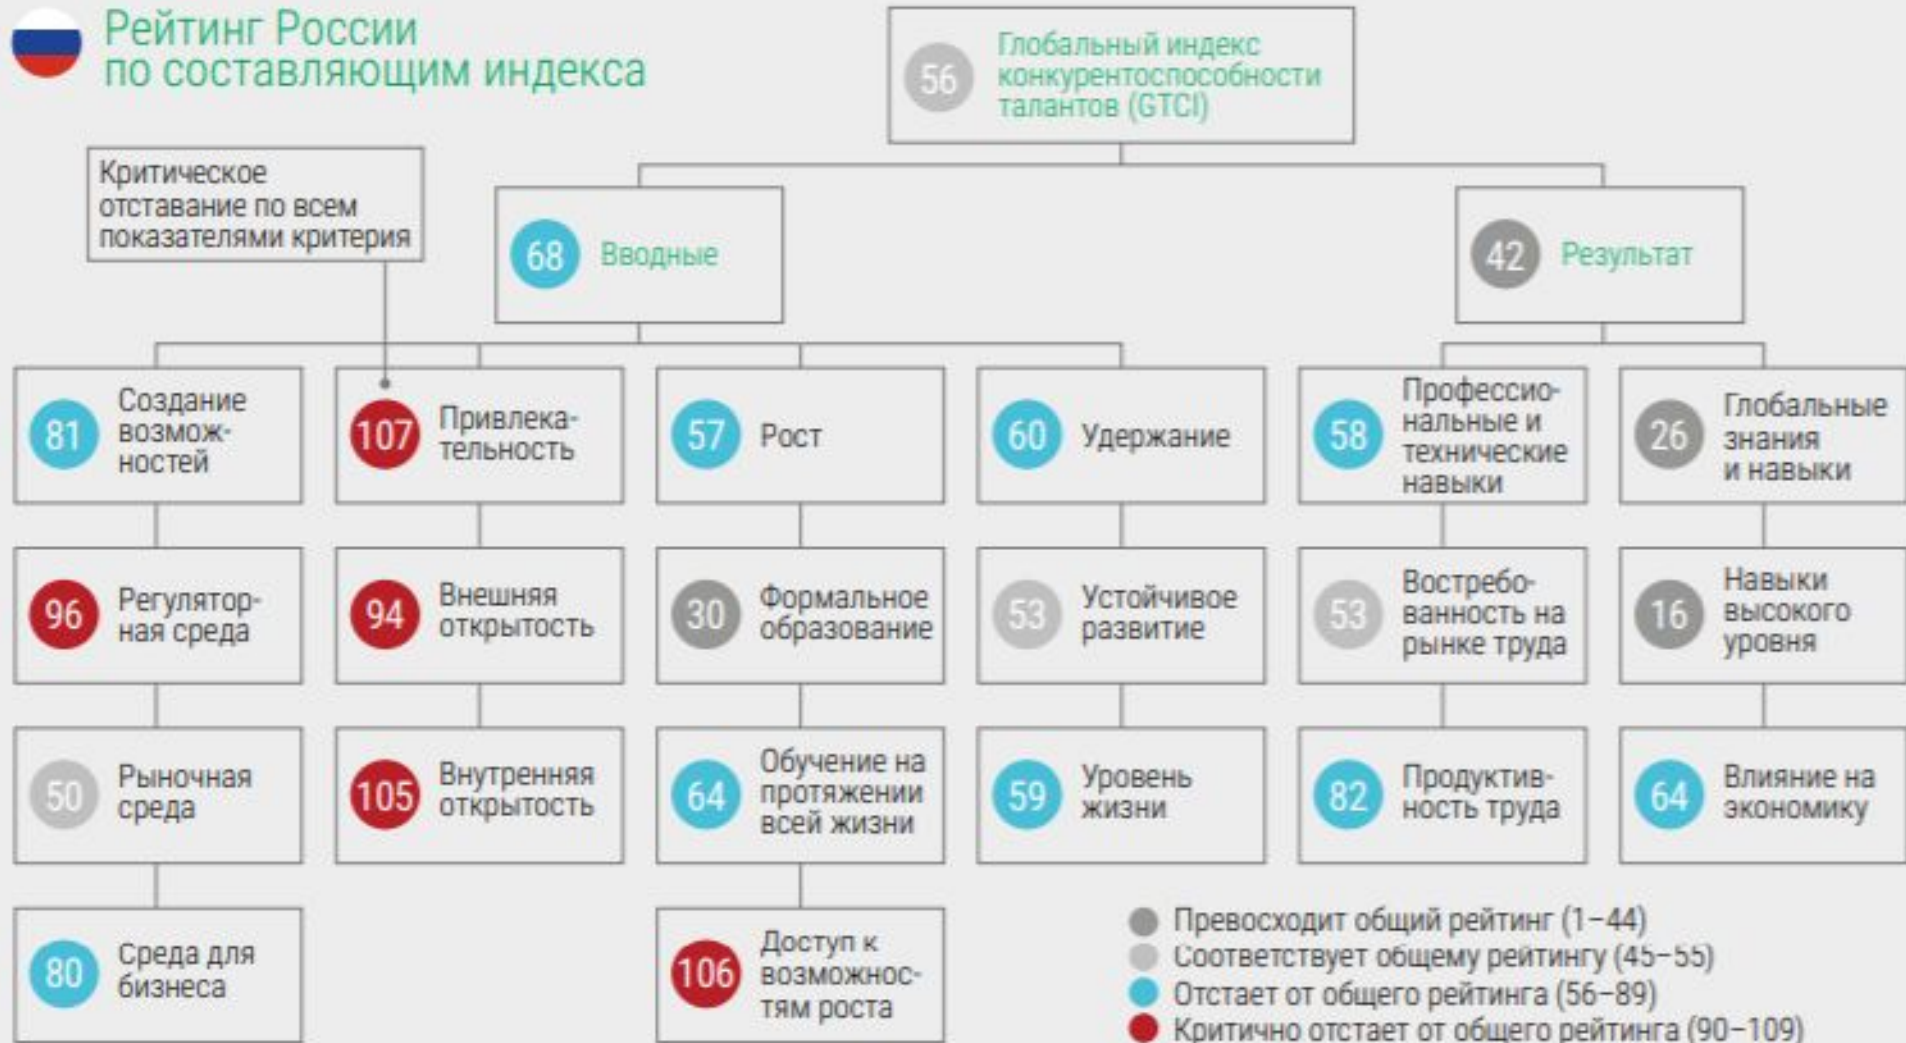 Рейтинг России
по составляющим индекса
56
Глобальный индекс
конкурентоспособности
талантов (GTCI)
Критическое
отставание по всем
показателями критерия
68
Вводные
42
Результат
81
Создание
возмож-
ностей
107
Привлека-
тельность
57
Рост
60
Удержание
58
Профессио-
нальные и
технические
навыки
26
Глобальные
знания
и навыки
96
Регулятор-
ная среда
94
Внешняя
открытость
30
Формальное
образование
53
Устойчивое
развитие
53
Востребо-
ванность на
рынке труда
16
Навыки
высокого
уровня
50
Рыночная
среда
105
Внутренняя
открытость
64
Обучение на
протяжении
всей жизни
59
Уровень
жизни
82
Продуктив-
ность труда
64
Влияние на
экономику
80
Среда для
бизнеса
106
Доступ к
возможнос-
тям роста
Превосходит общий рейтинг (1–44)
Соответствует общему рейтингу (45–55)
Отстает от общего рейтинга (56–89)
Критично отстает от общего рейтинга (90–109)